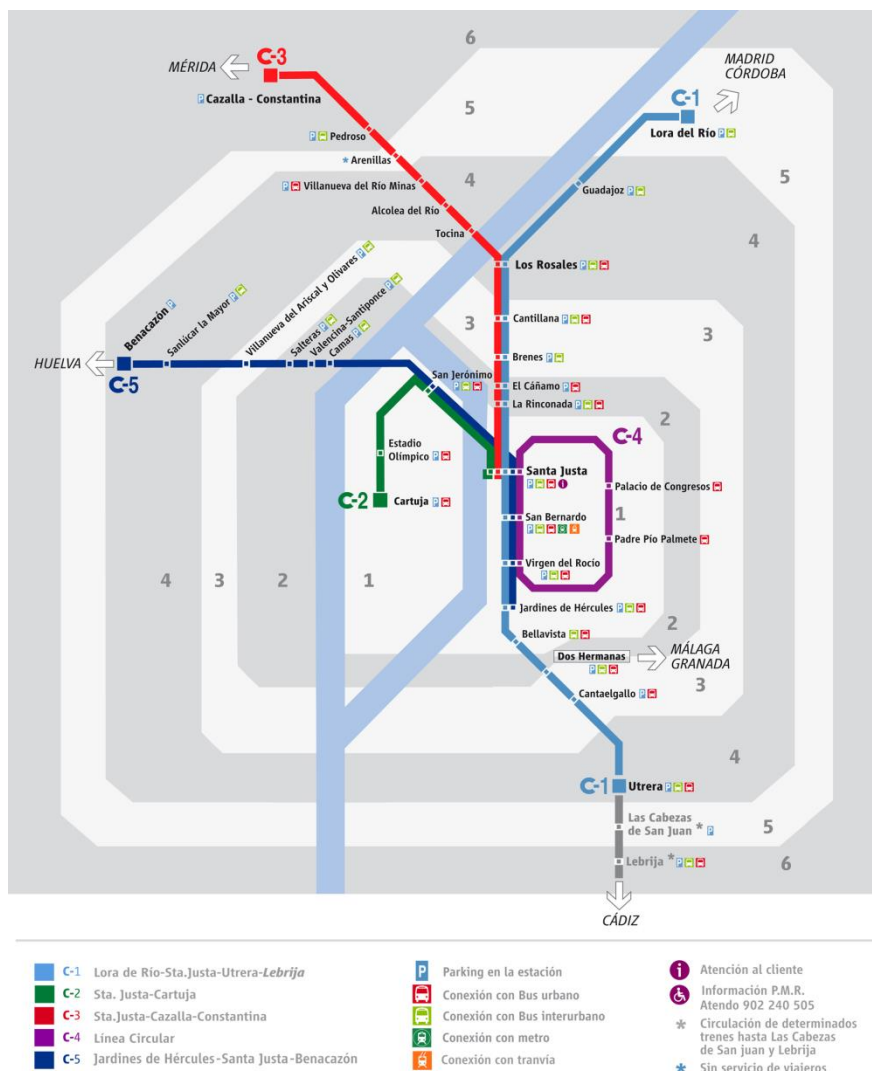 6
C-3
MÉRIDA
MADRID
CÓRDOBA
P Cazalla - Constantina
5
C-1
Lora del Río P
P Pedroso
* Arenillas
P Villanueva del Río Minas
4
5
Guadajoz P
Alcolea del Río
Tocina
4
Los Rosales P
Villanueva del Ariscal y Olivares P
Valencina-Santiponce P
Sanlúcar la Mayor P
Salteras P
Camas P
Benacazón P
3
Cantillana P
3
HUELVA
C-5
Brenes P
San Jerónimo
P
El Cáñamo P
La Rinconada P
2
C-4
Estadio
Olímpico P
Santa Justa
P i
Palacio de Congresos
C-2
Cartuja P
San Bernardo
P
1
Padre Pío Palmete
4
3
2
1
Virgen del Rocío
P
Jardines de Hércules P
2
Bellavista
Dos Hermanas
P
MÁLAGA
GRANADA
3
Cantaelgallo P
4
C-1
Utrera P
Las Cabezas
de San Juan * P
5
Lebrija * P
6
CÁDIZ
C-1 Lora de Río-Sta.Justa-Utrera-Lebrija
C-2 Sta. Justa-Cartuja
C-3 Sta.Justa-Cazalla-Constantina
C-4 Línea Circular
C-5 Jardines de Hércules-Santa Justa-Benacazón
P Parking en la estación
Conexión con Bus urbano
Conexión con Bus interurbano
Conexión con metro
Conexión con tranvía
i Atención al cliente
Información P.M.R.
Atendo 902 240 505
* Circulación de determinados
trenes hasta Las Cabezas
de San juan y Lebrija
* Sin servicio de viajeros